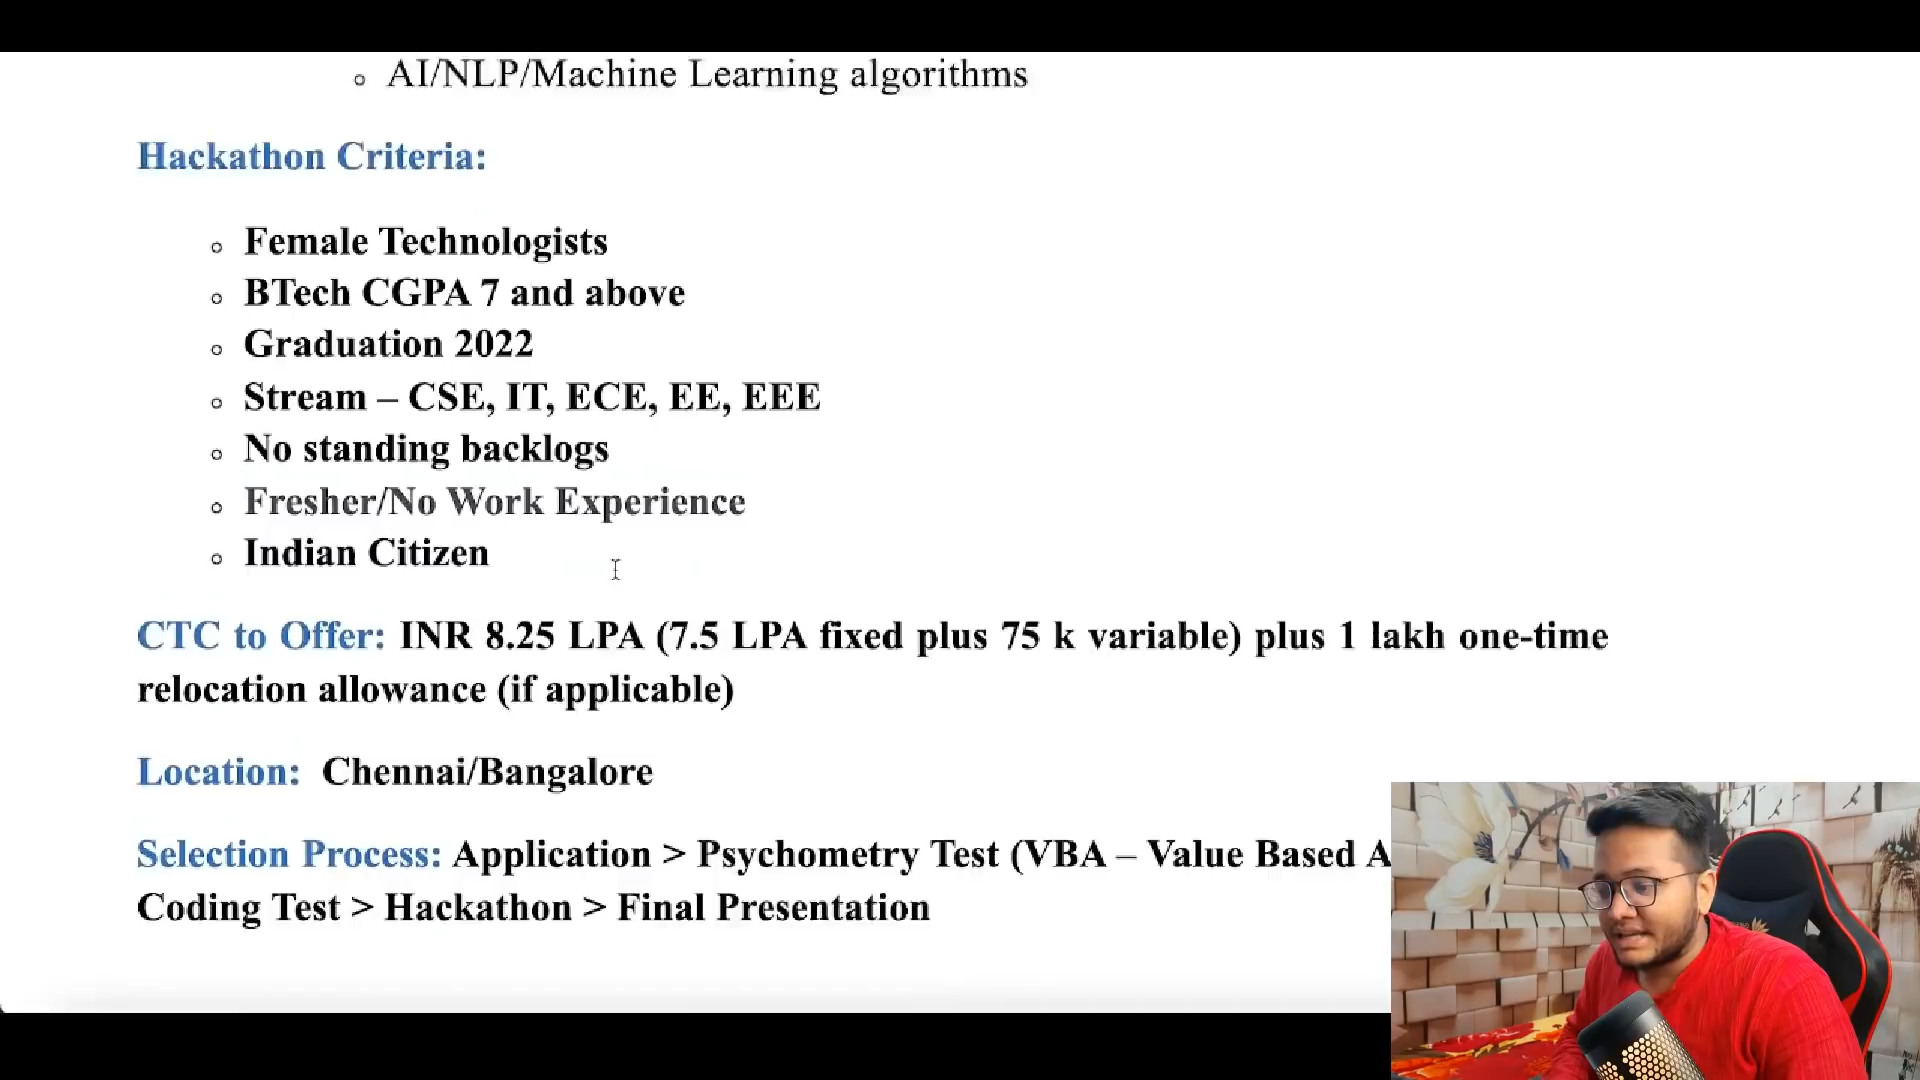 AI/NLP/Machine Learning algorithms
Hackathon Criteria:
Female Technologists
BTech CGPA 7 and above
Graduation 2022
Stream – CSE, IT, ECE, EE, EEE
No standing backlogs
Fresher/No Work Experience
Indian Citizen
CTC to Offer: INR 8.25 LPA (7.5 LPA fixed plus 75 k variable) plus 1 lakh one-time
relocation allowance (if applicable)
Location: Chennai/Bangalore
Selection Process: Application > Psychometry Test (VBA – Value Based A
Coding Test > Hackathon > Final Presentation